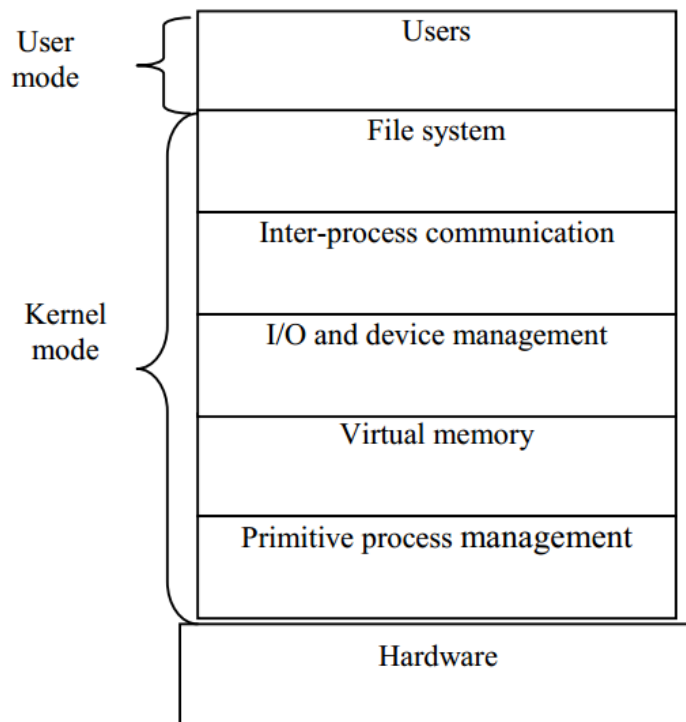 User
mode
Users
File system
Inter-process communication
Kernel
mode
I/O and device management
Virtual memory
Primitive process management
Hardware